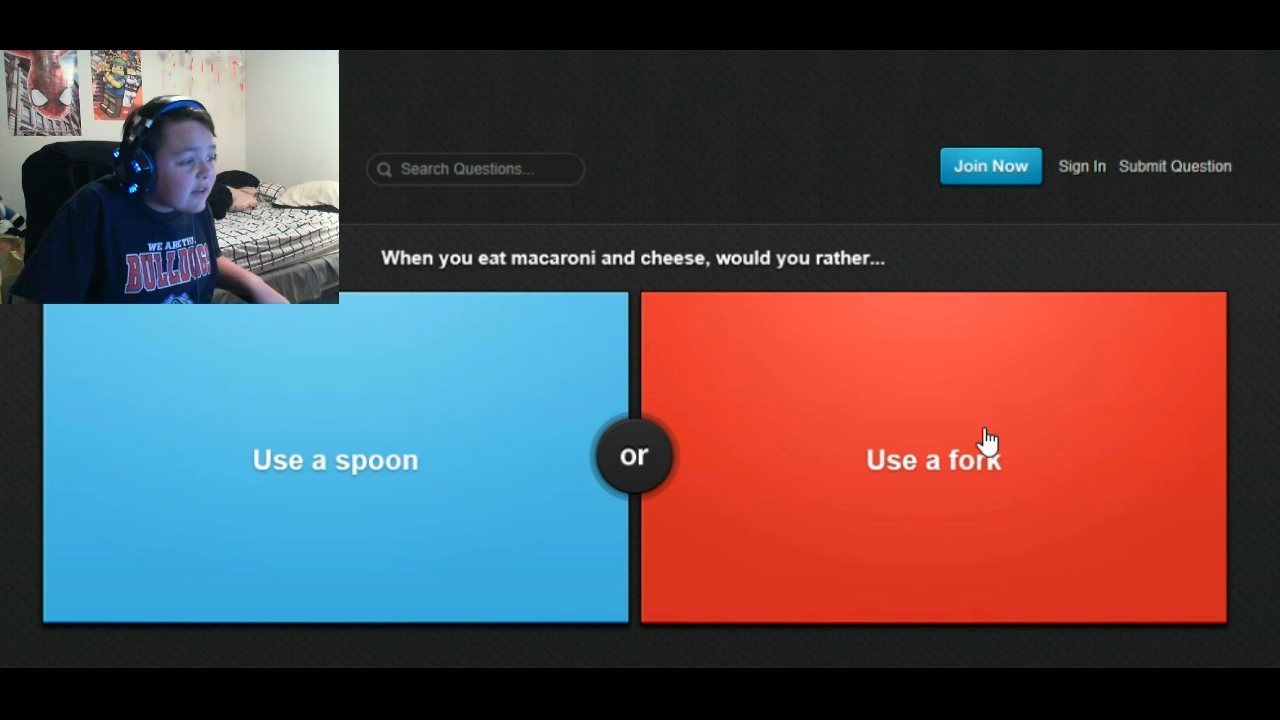 WE ARE THE
BULLDOGS
Search Questions...
Join Now
Sign In
Submit Question
When you eat macaroni and cheese, would you rather...
Use a spoon
or
Use a fork